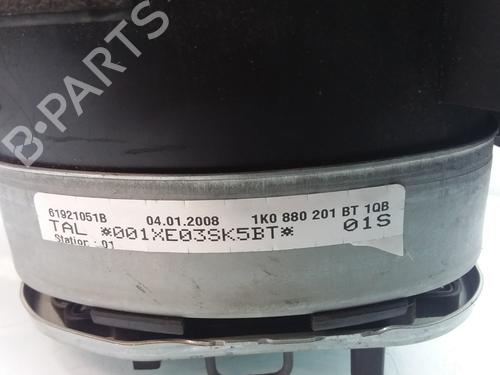 B-PARTS
61921051B 04.01.2008 1K0 880 201 BT 1QB
TAL *001XE03SK5BT* 01S
Station: 01